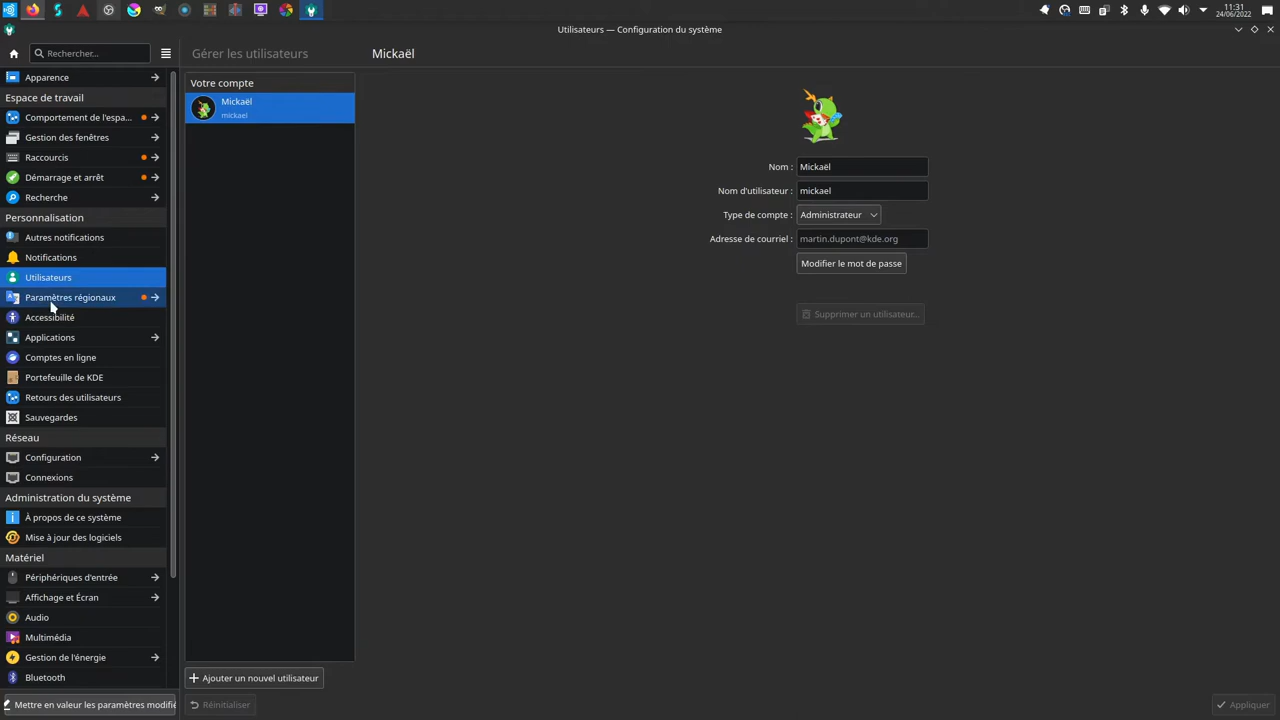 11:31
24/06/2022
Utilisateurs — Configuration du système
Rechercher...
Gérer les utilisateurs
Mickaël
Apparence
Espace de travail
Comportement de l'espa...
Gestion des fenêtres
Raccourcis
Démarrage et arrêt
Recherche
Personnalisation
Autres notifications
Notifications
Utilisateurs
Paramètres régionaux
Accessibilité
Applications
Comptes en ligne
Portefeuille de KDE
Retours des utilisateurs
Sauvegardes
Réseau
Configuration
Connexions
Administration du système
À propos de ce système
Mise à jour des logiciels
Matériel
Périphériques d'entrée
Affichage et Écran
Audio
Multimédia
Gestion de l'énergie
Bluetooth
Mettre en valeur les paramètres modifié
Votre compte
Mickaël
mickael
Ajouter un nouvel utilisateur
Réinitialiser
Nom : Mickaël
Nom d'utilisateur : mickael
Type de compte : Administrateur
Adresse de courriel : martin.dupont@kde.org
Modifier le mot de passe
Supprimer un utilisateur...
Appliquer